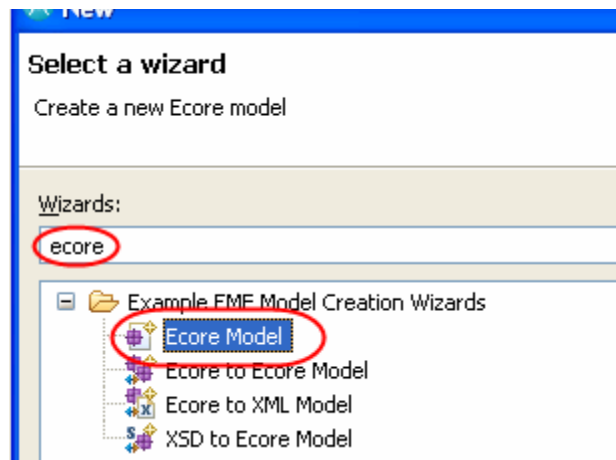 New
Select a wizard
Create a new Ecore model
Wizards:
ecore
Example EMF Model Creation Wizards
Ecore Model
Ecore to Ecore Model
Ecore to XML Model
XSD to Ecore Model